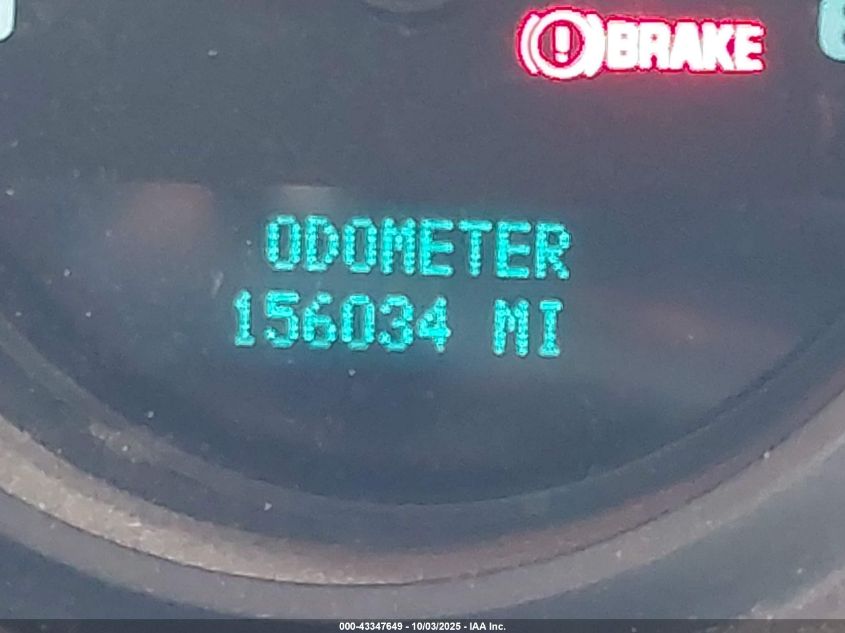 BRAKE
ODOMETER
156034 MI
000-43347649 - 10/03/2025 - IAA Inc.